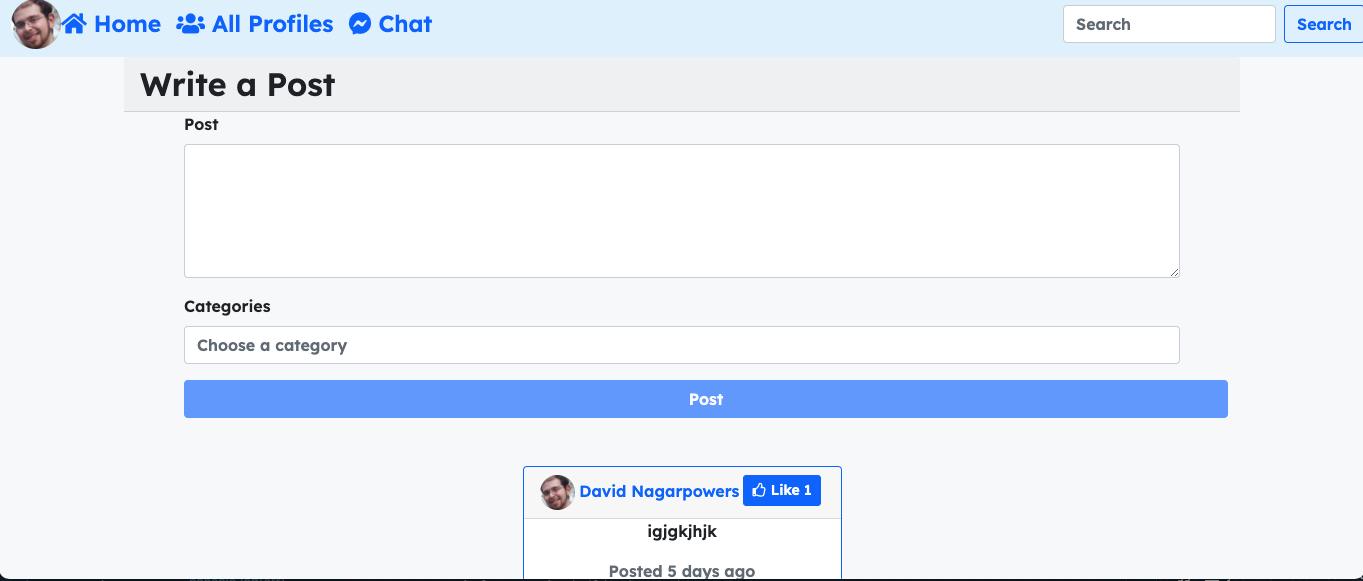 Home All Profiles Chat Search Search
Write a Post
Post
Categories
Choose a category
Post
David Nagarpowers Like 1
igjgkjhjk
Posted 5 days ago